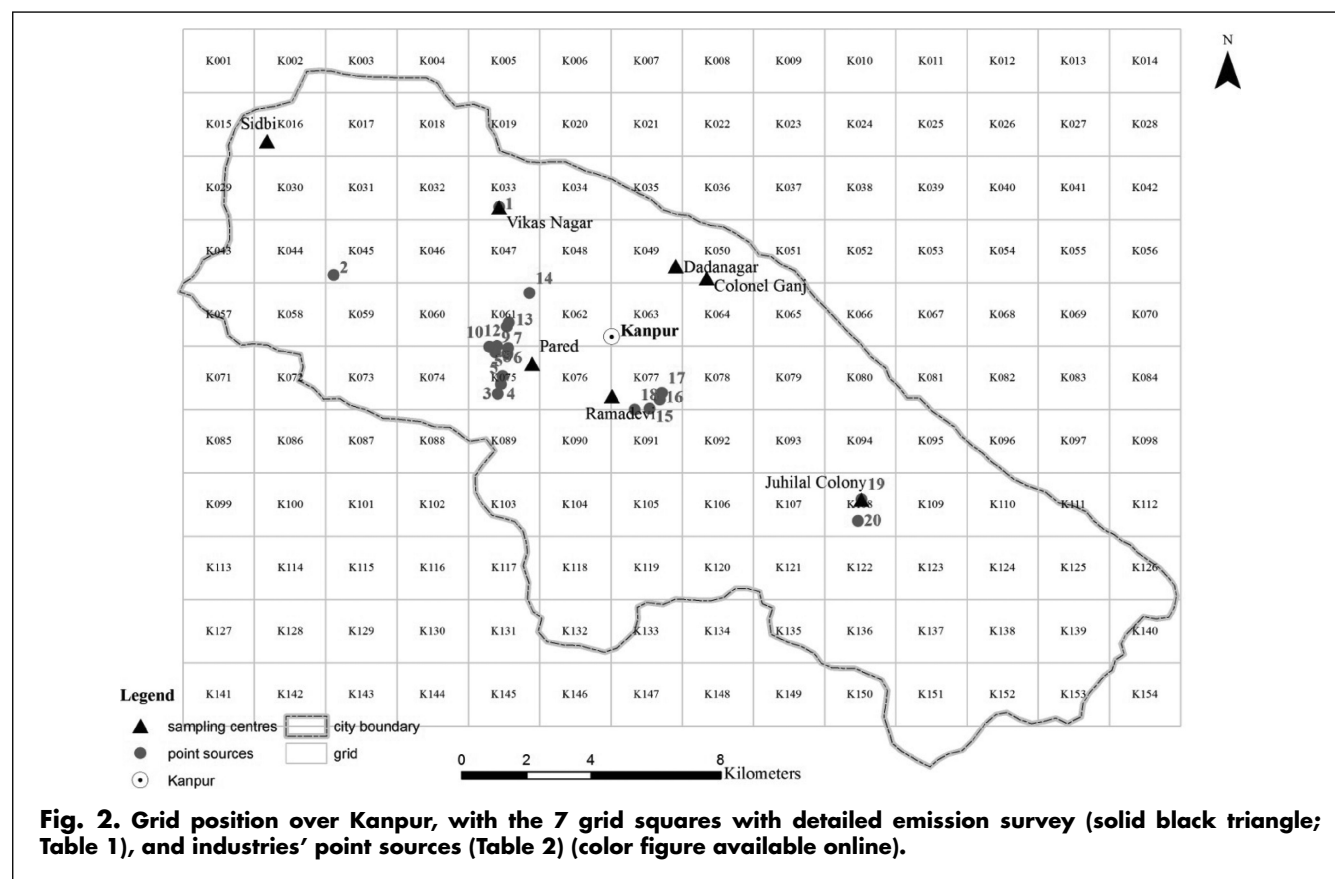 N
K001 K002 K003 K004 K005 K006 K007 K008 K009 K010 K011 K012 K013 K014
K015 K016 K017 K018 K019 K020 K021 K022 K023 K024 K025 K026 K027 K028
Sidbi
K029 K030 K031 K032 K033 K034 K035 K036 K037 K038 K039 K040 K041 K042
1
Vikas Nagar
K043 K044 K045 K046 K047 K048 K049 K050 K051 K052 K053 K054 K055 K056
2
Dadanagar
14
Colonel Ganj
K057 K058 K059 K060 K061 K062 K063 K064 K065 K066 K067 K068 K069 K070
13
10 12 9 7
Kanpur
Pared
6
5
K071 K072 K073 K074 K075 K076 K077 K078 K079 K080 K081 K082 K083 K084
17
3 4
18 16
Ramadevi
15
K085 K086 K087 K088 K089 K090 K091 K092 K093 K094 K095 K096 K097 K098
Juhilal Colony
19
K099 K100 K101 K102 K103 K104 K105 K106 K107 K108 K109 K110 K111 K112
20
K113 K114 K115 K116 K117 K118 K119 K120 K121 K122 K123 K124 K125 K126
K127 K128 K129 K130 K131 K132 K133 K134 K135 K136 K137 K138 K139 K140
K141 K142 K143 K144 K145 K146 K147 K148 K149 K150 K151 K152 K153 K154
Legend
sampling centres
city boundary
point sources
grid
Kanpur
0 2 4 8
Kilometers
Fig. 2. Grid position over Kanpur, with the 7 grid squares with detailed emission survey (solid black triangle;
Table 1), and industries’ point sources (Table 2) (color figure available online).